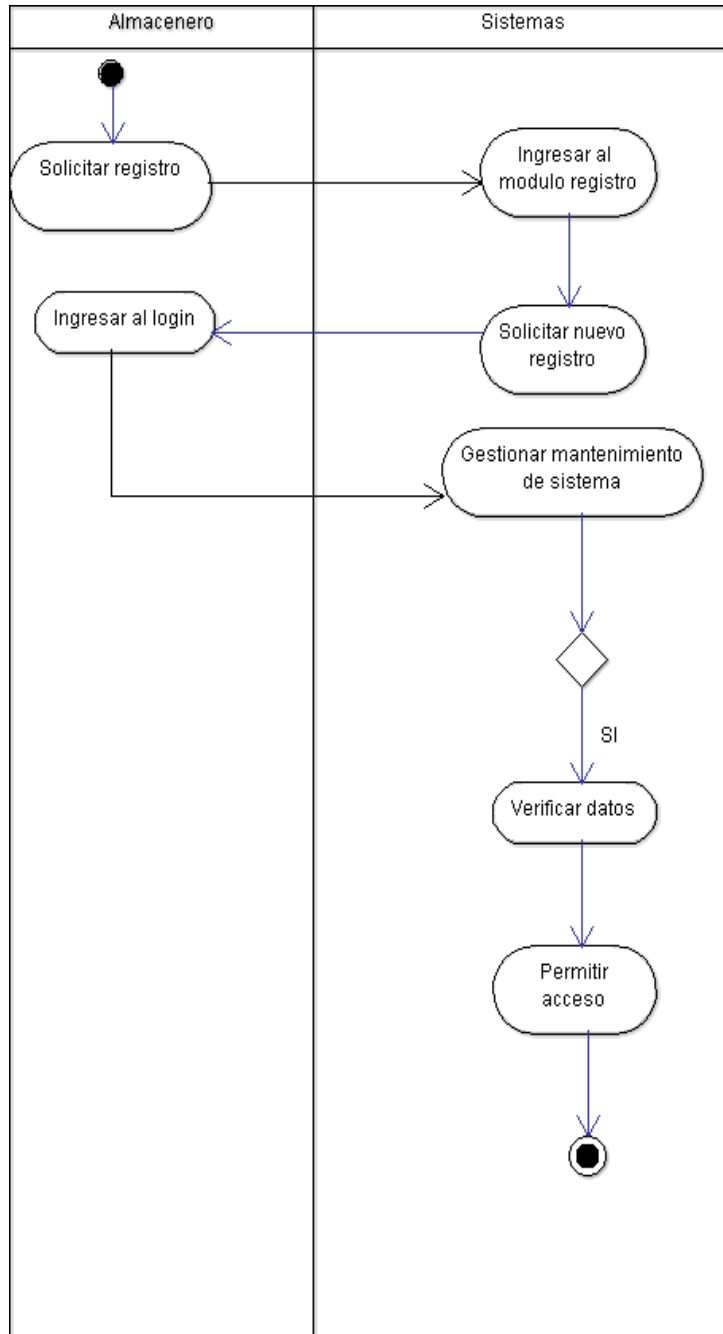 Almacenero
Sistemas
Solicitar registro
Ingresar al
modulo registro
Ingresar al login
Solicitar nuevo
registro
Gestionar mantenimiento
de sistema
SI
Verificar datos
Permitir
acceso